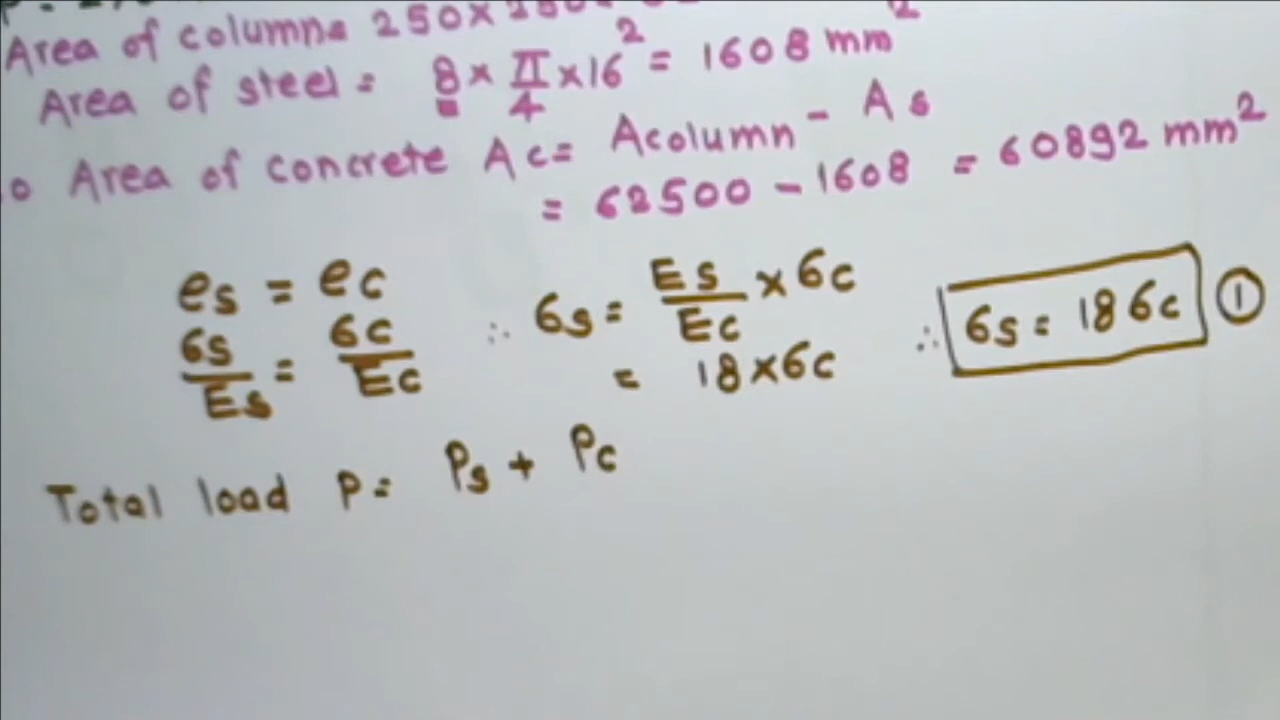 Area of column= 250×250
Area of steel = 8 × π/4 × 16² = 1608 mm²
Area of concrete Ac= Acolumn - As
= 62500 - 1608 = 60892 mm²
es = ec
6s/Es = 6c/Ec
∴ 6s = Es/Ec × 6c
= 18×6c
∴ 6s = 18 6c ①
Total load P = Ps + Pc